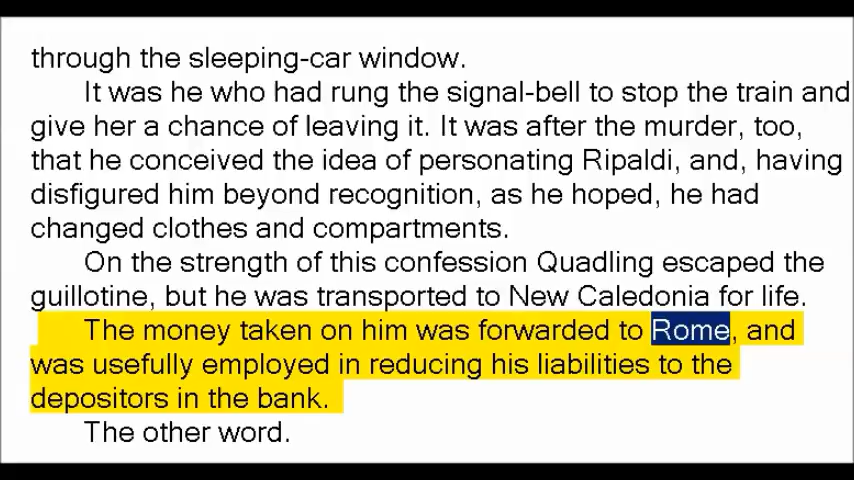 through the sleeping-car window.
It was he who had rung the signal-bell to stop the train and
give her a chance of leaving it. It was after the murder, too,
that he conceived the idea of personating Ripaldi, and, having
disfigured him beyond recognition, as he hoped, he had
changed clothes and compartments.
On the strength of this confession Quadling escaped the
guillotine, but he was transported to New Caledonia for life.
The money taken on him was forwarded to Rome, and
was usefully employed in reducing his liabilities to the
depositors in the bank.
The other word.